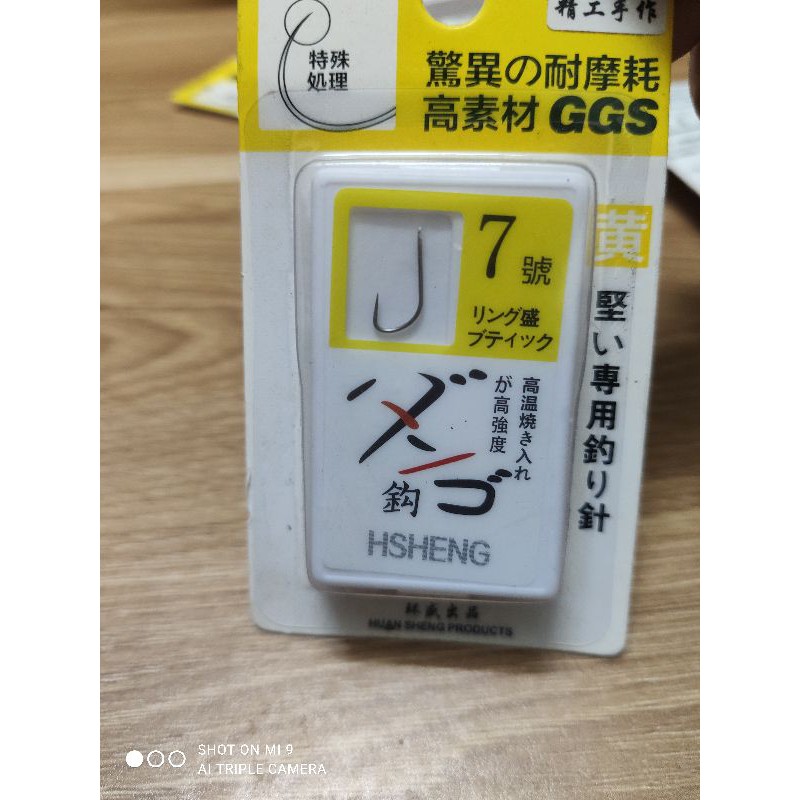 精工手作
特殊
処理
驚異の耐摩耗
高素材 GGS
7 號
リング盛
ブティック
黄
堅い専用釣り針
高温焼き入れ
が高強度
ダンゴ
鈎
HSHENG
环盛出品
HUAN SHENG PRODUCTS
SHOT ON MI 9
AI TRIPLE CAMERA